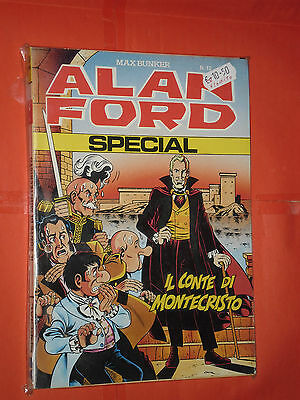 MAX BUNKER
ALAN
FORD
SPECIAL
IL CONTE DI
MONTECRISTO